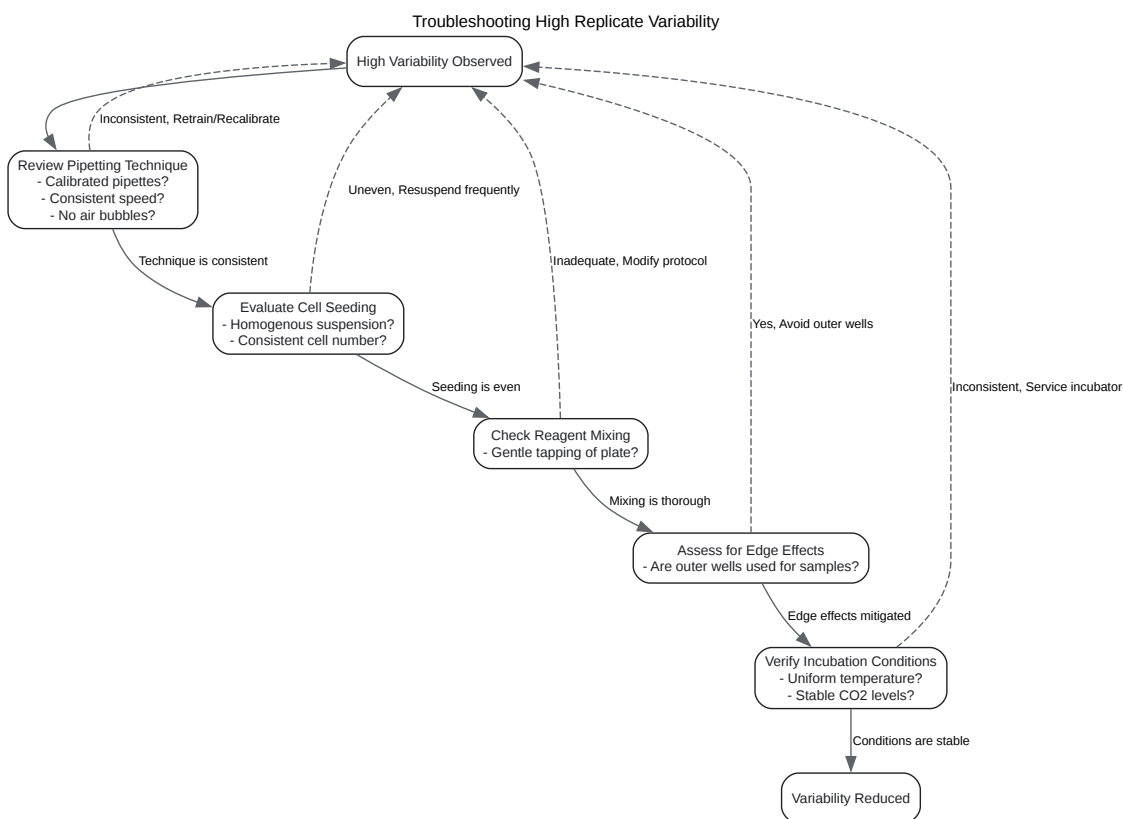 Troubleshooting High Replicate Variability
High Variability Observed
Inconsistent, Retrain/Recalibrate
Review Pipetting Technique
- Calibrated pipettes?
- Consistent speed?
- No air bubbles?
Uneven, Resuspend frequently
Technique is consistent
Inadequate, Modify protocol
Evaluate Cell Seeding
- Homogenous suspension?
- Consistent cell number?
Yes, Avoid outer wells
Seeding is even
Inconsistent, Service incubator
Check Reagent Mixing
- Gentle tapping of plate?
Mixing is thorough
Assess for Edge Effects
- Are outer wells used for samples?
Edge effects mitigated
Verify Incubation Conditions
- Uniform temperature?
- Stable CO2 levels?
Conditions are stable
Variability Reduced